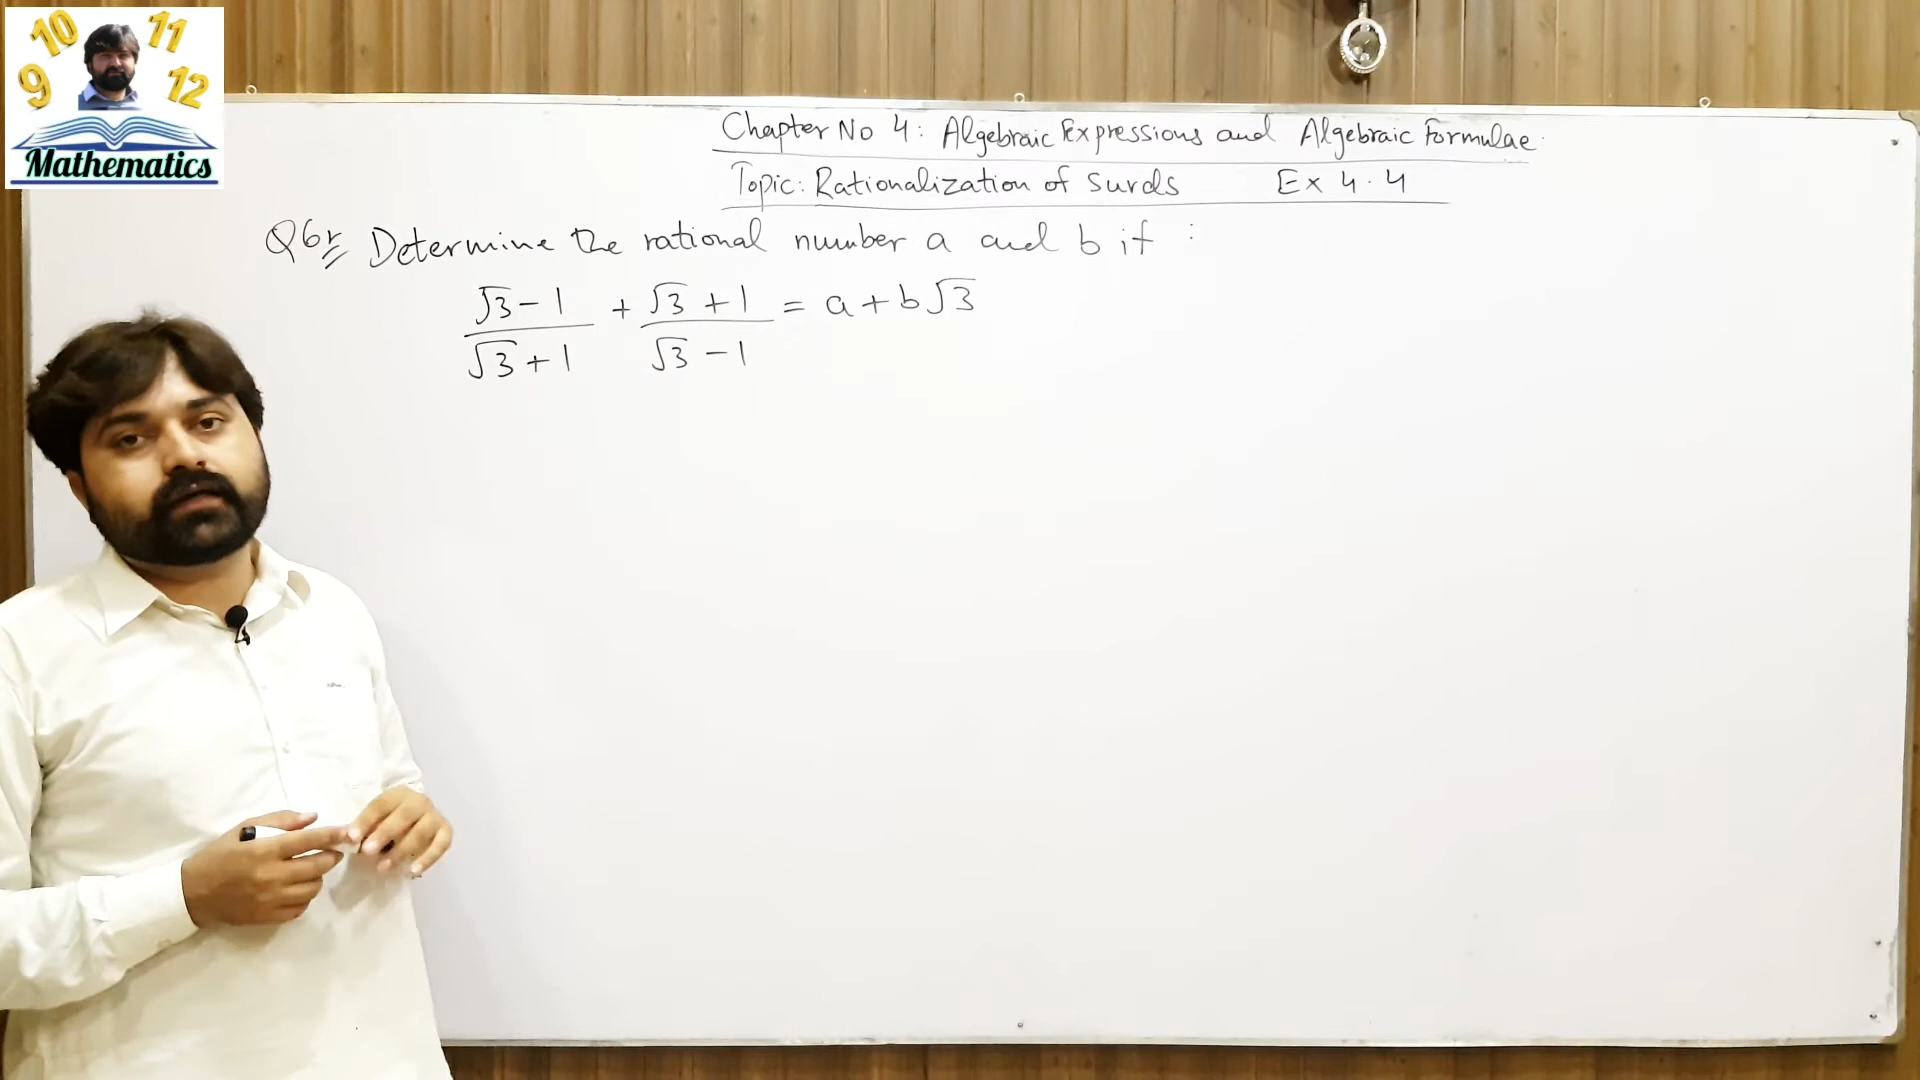 10 11
9 12
Mathematics
Chapter No 4: Algebraic Expressions and Algebraic Formulae.
Topic: Rationalization of Surds Ex 4.4
Q6: Determine the rational number a and b if :
√3-1 + √3+1 = a+b√3
√3+1 √3-1